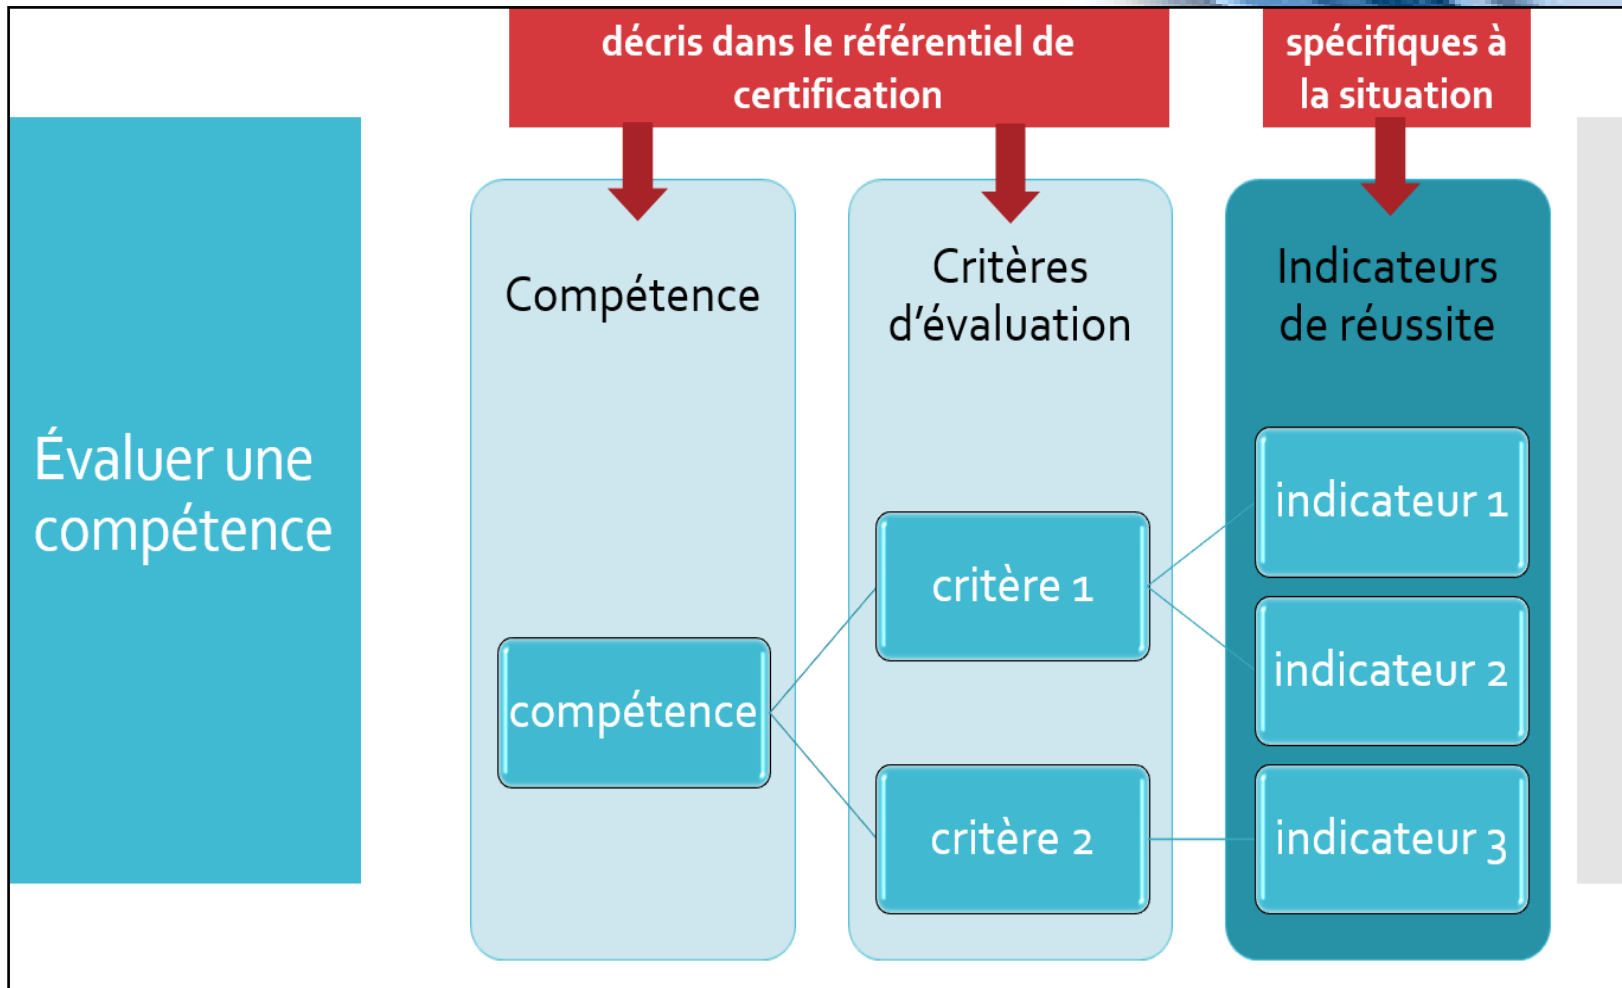 décris dans le référentiel de
certification
spécifiques à
la situation
Évaluer une
compétence
Compétence
Critères
d'évaluation
Indicateurs
de réussite
compétence
critère 1
critère 2
indicateur 1
indicateur 2
indicateur 3